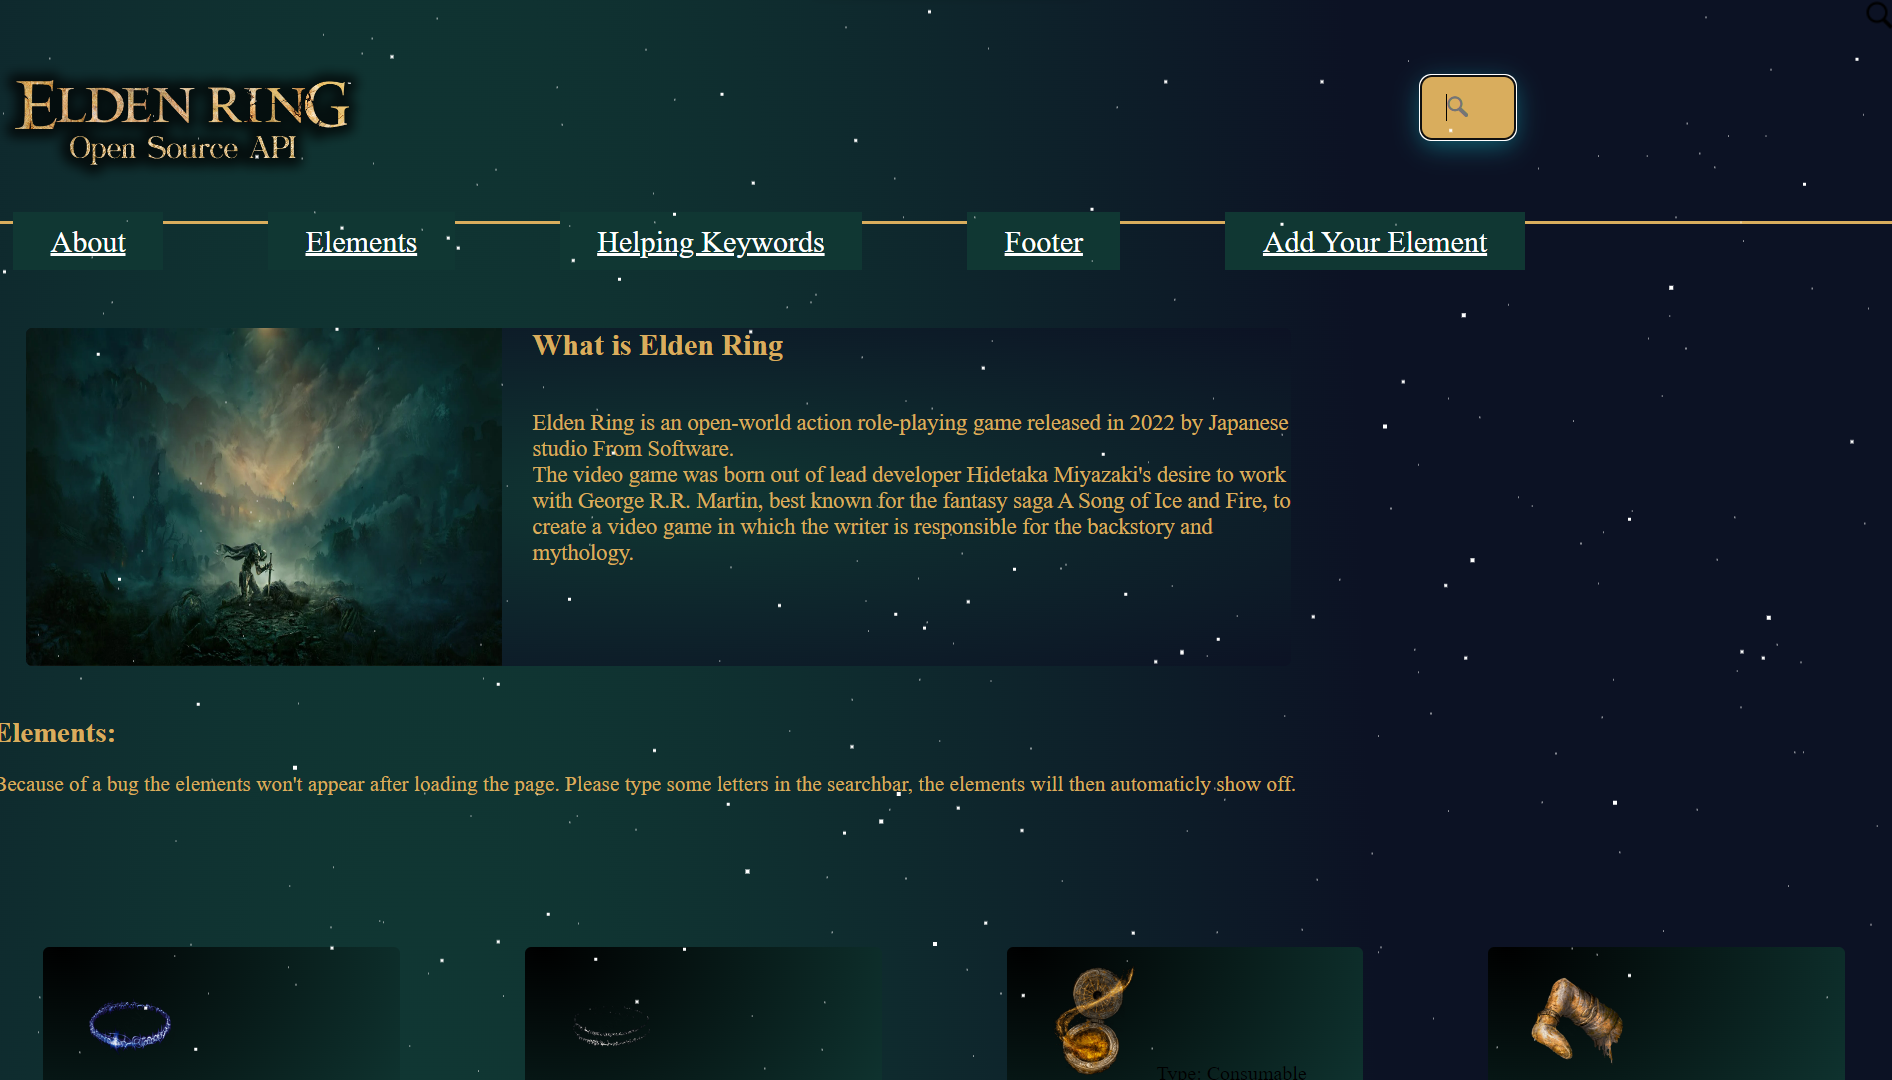 ELDEN RING
Open Source API
About
Elements
Helping Keywords
Footer
Add Your Element
What is Elden Ring
Elden Ring is an open-world action role-playing game released in 2022 by Japanese
studio From Software.
The video game was born out of lead developer Hidetaka Miyazaki's desire to work
with George R.R. Martin, best known for the fantasy saga A Song of Ice and Fire, to
create a video game in which the writer is responsible for the backstory and
mythology.
Elements:
Because of a bug the elements won't appear after loading the page. Please type some letters in the searchbar, the elements will then automaticly show off.
Type: Consumable